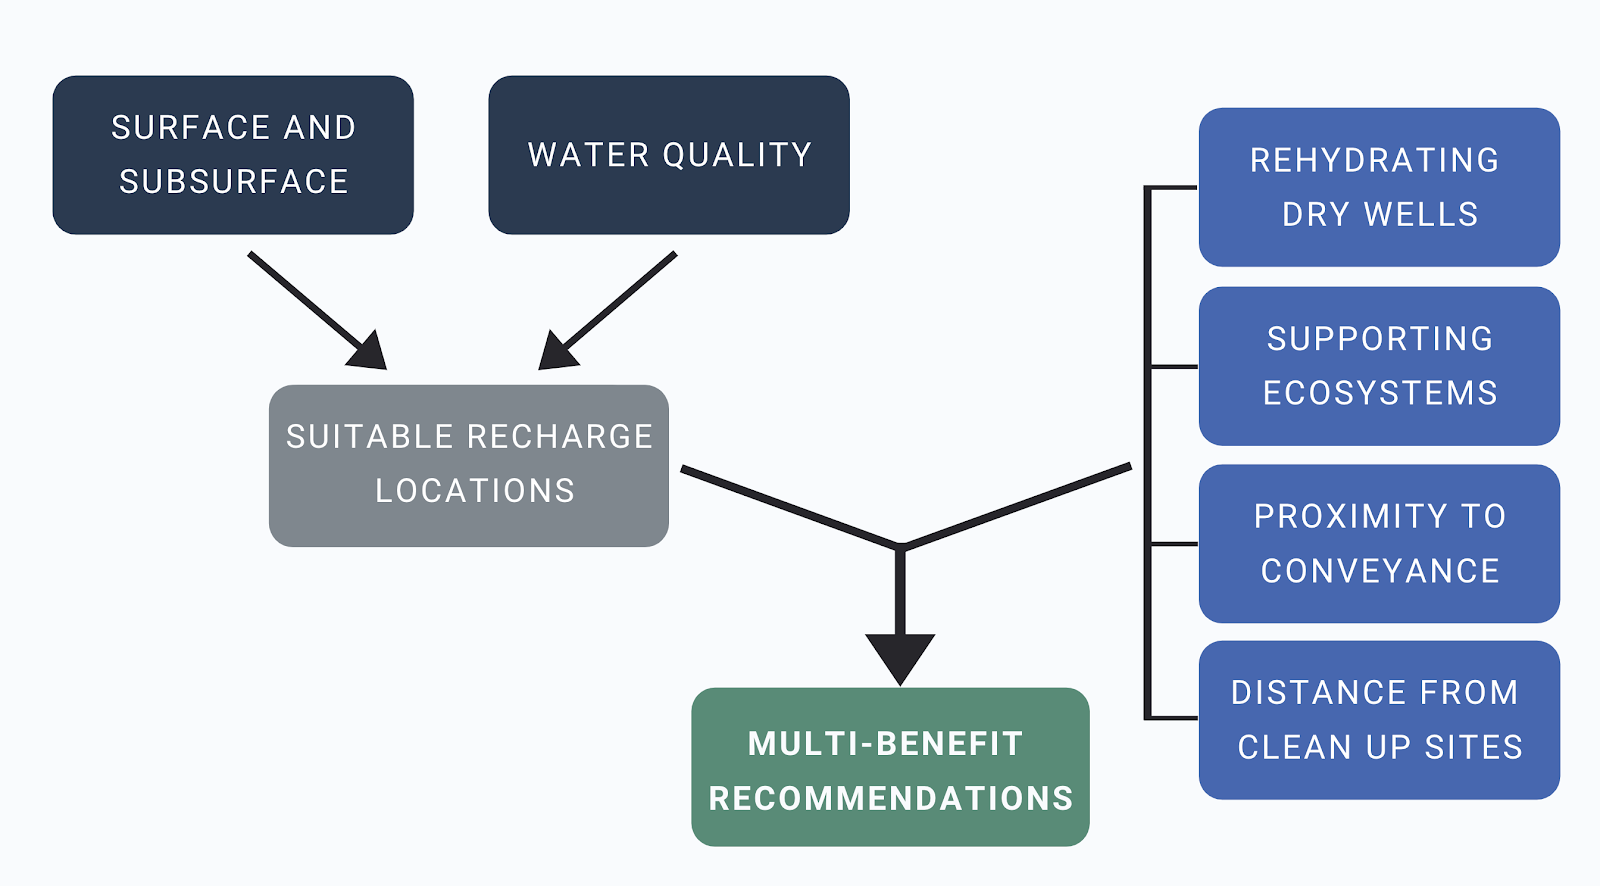 SURFACE AND
SUBSURFACE
WATER QUALITY
SUITABLE RECHARGE
LOCATIONS
REHYDRATING
DRY WELLS
SUPPORTING
ECOSYSTEMS
PROXIMITY TO
CONVEYANCE
DISTANCE FROM
CLEAN UP SITES
MULTI-BENEFIT
RECOMMENDATIONS